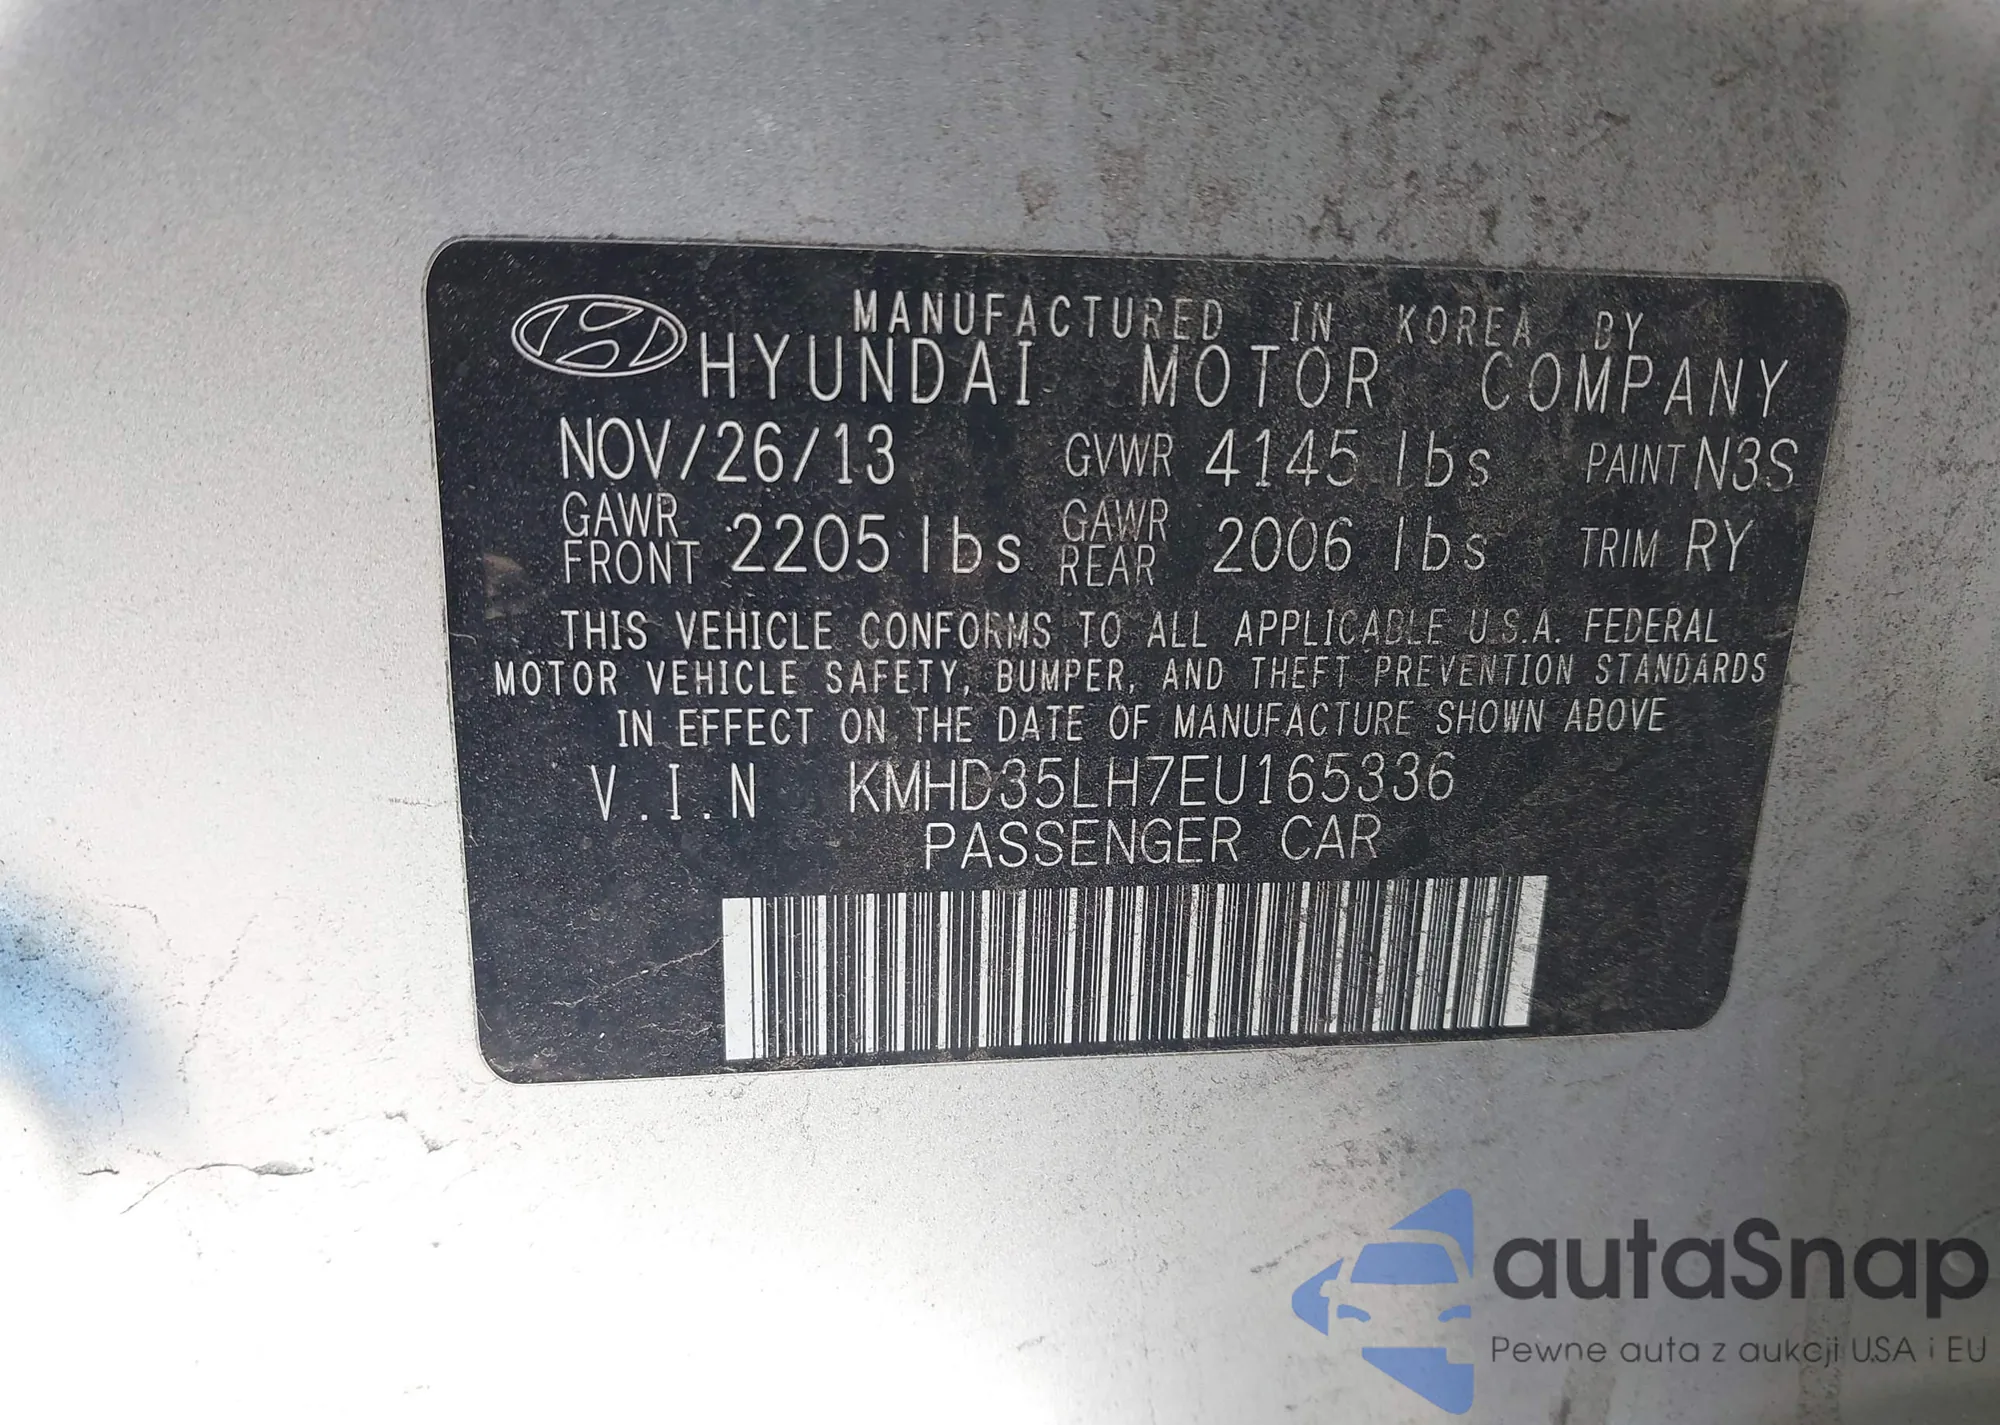 MANUFACTURED IN KOREA BY
HYUNDAI MOTOR COMPANY
NOV/26/13 GVWR 4145 lbs PAINT N3S
GAWR FRONT 2205 lbs GAWR REAR 2006 lbs TRIM RY
THIS VEHICLE CONFORMS TO ALL APPLICABLE U.S.A. FEDERAL
MOTOR VEHICLE SAFETY, BUMPER, AND THEFT PREVENTION STANDARDS
IN EFFECT ON THE DATE OF MANUFACTURE SHOWN ABOVE
V.I.N KMHD35LH7EU165336
PASSENGER CAR
autaSnap
Pewne auta z aukcji USA i EU